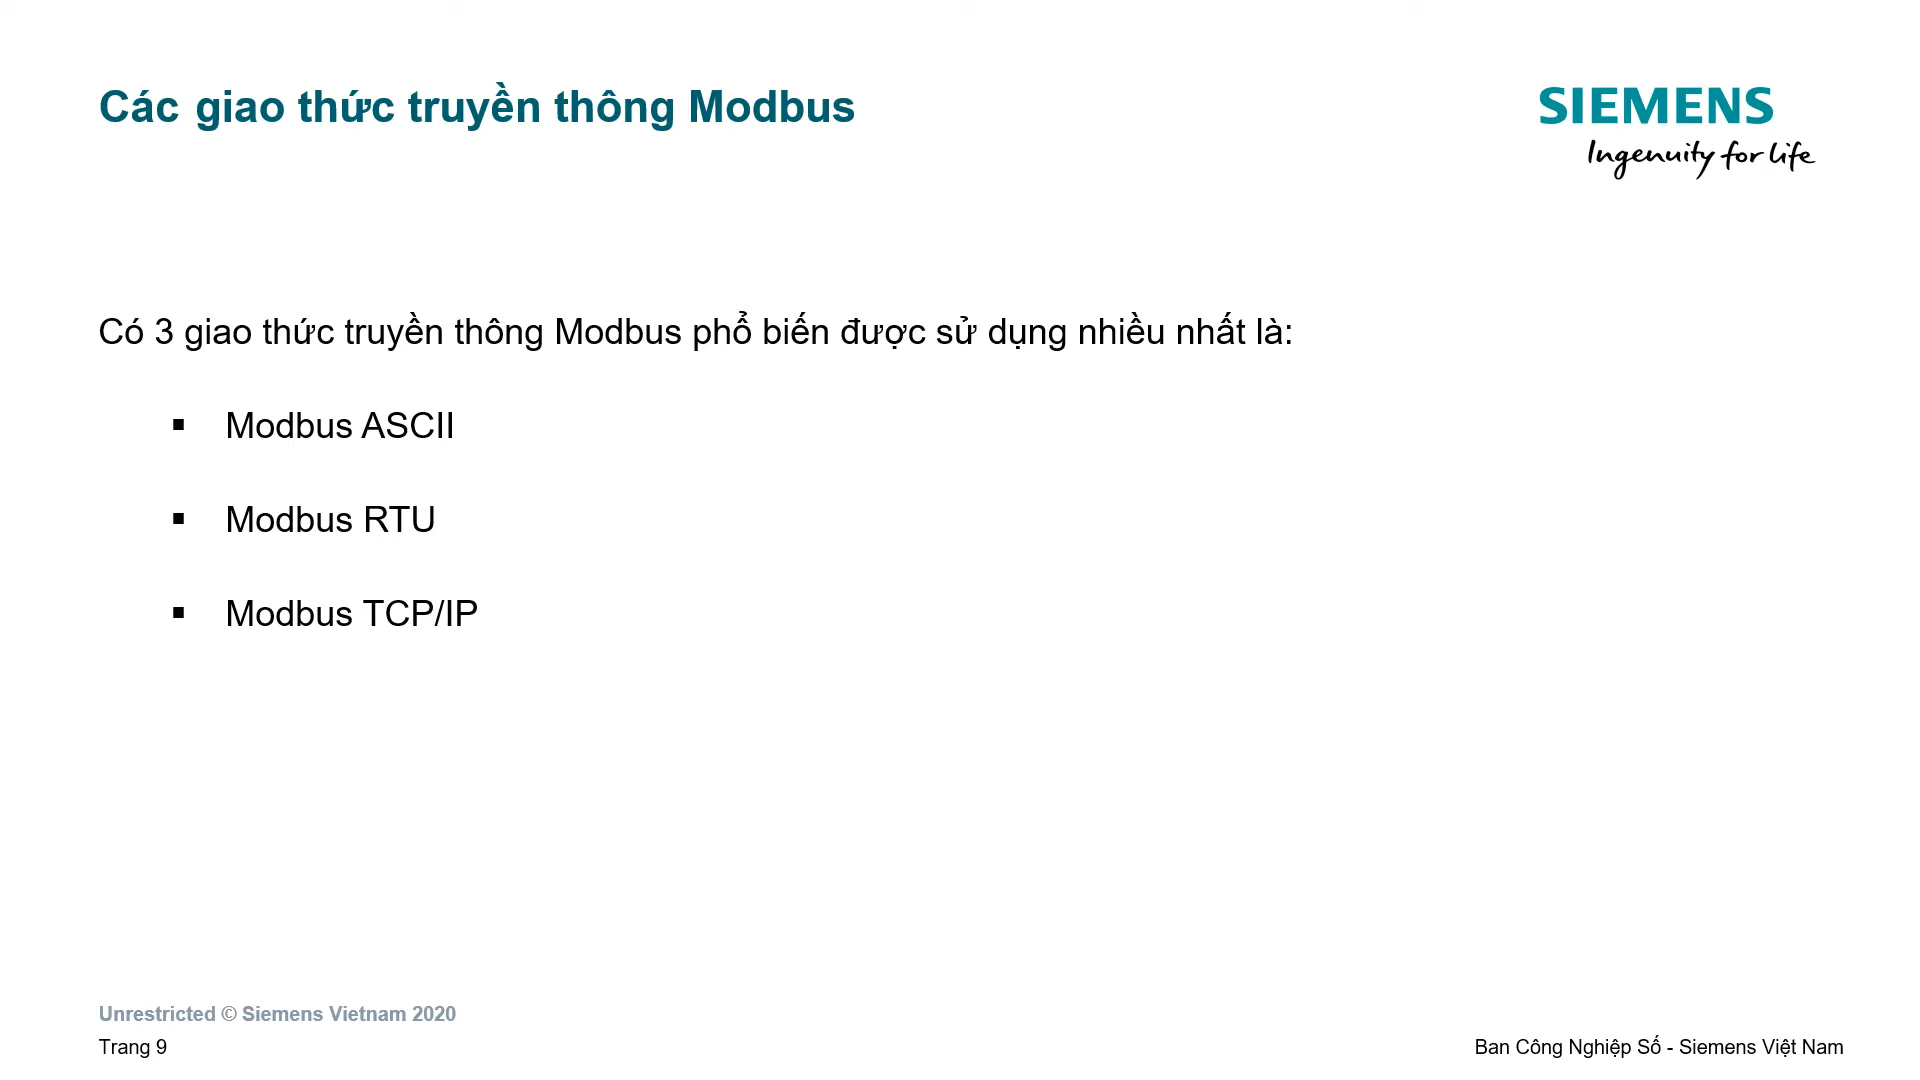 Các giao thức truyền thông Modbus
SIEMENS
Ingenuity for life
Có 3 giao thức truyền thông Modbus phổ biến được sử dụng nhiều nhất là:
▪ Modbus ASCII
▪ Modbus RTU
▪ Modbus TCP/IP
Unrestricted © Siemens Vietnam 2020
Trang 9
Ban Công Nghiệp Số - Siemens Việt Nam